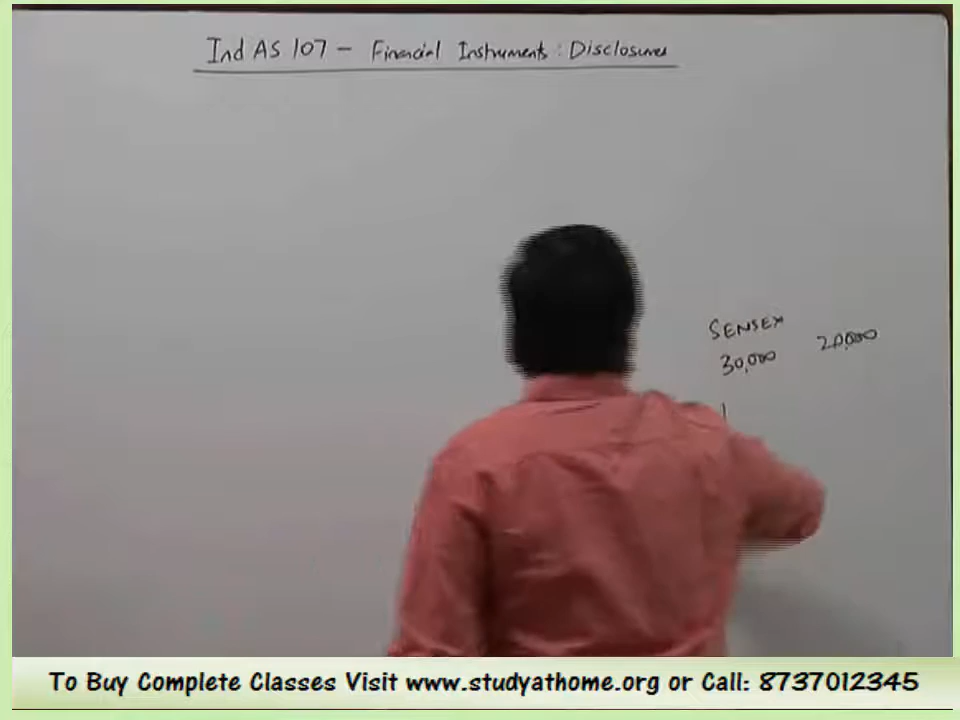 Ind AS 107 - Financial Instruments : Disclosures
SENSEX
30,000 20,000
To Buy Complete Classes Visit www.studyathome.org or Call: 8737012345